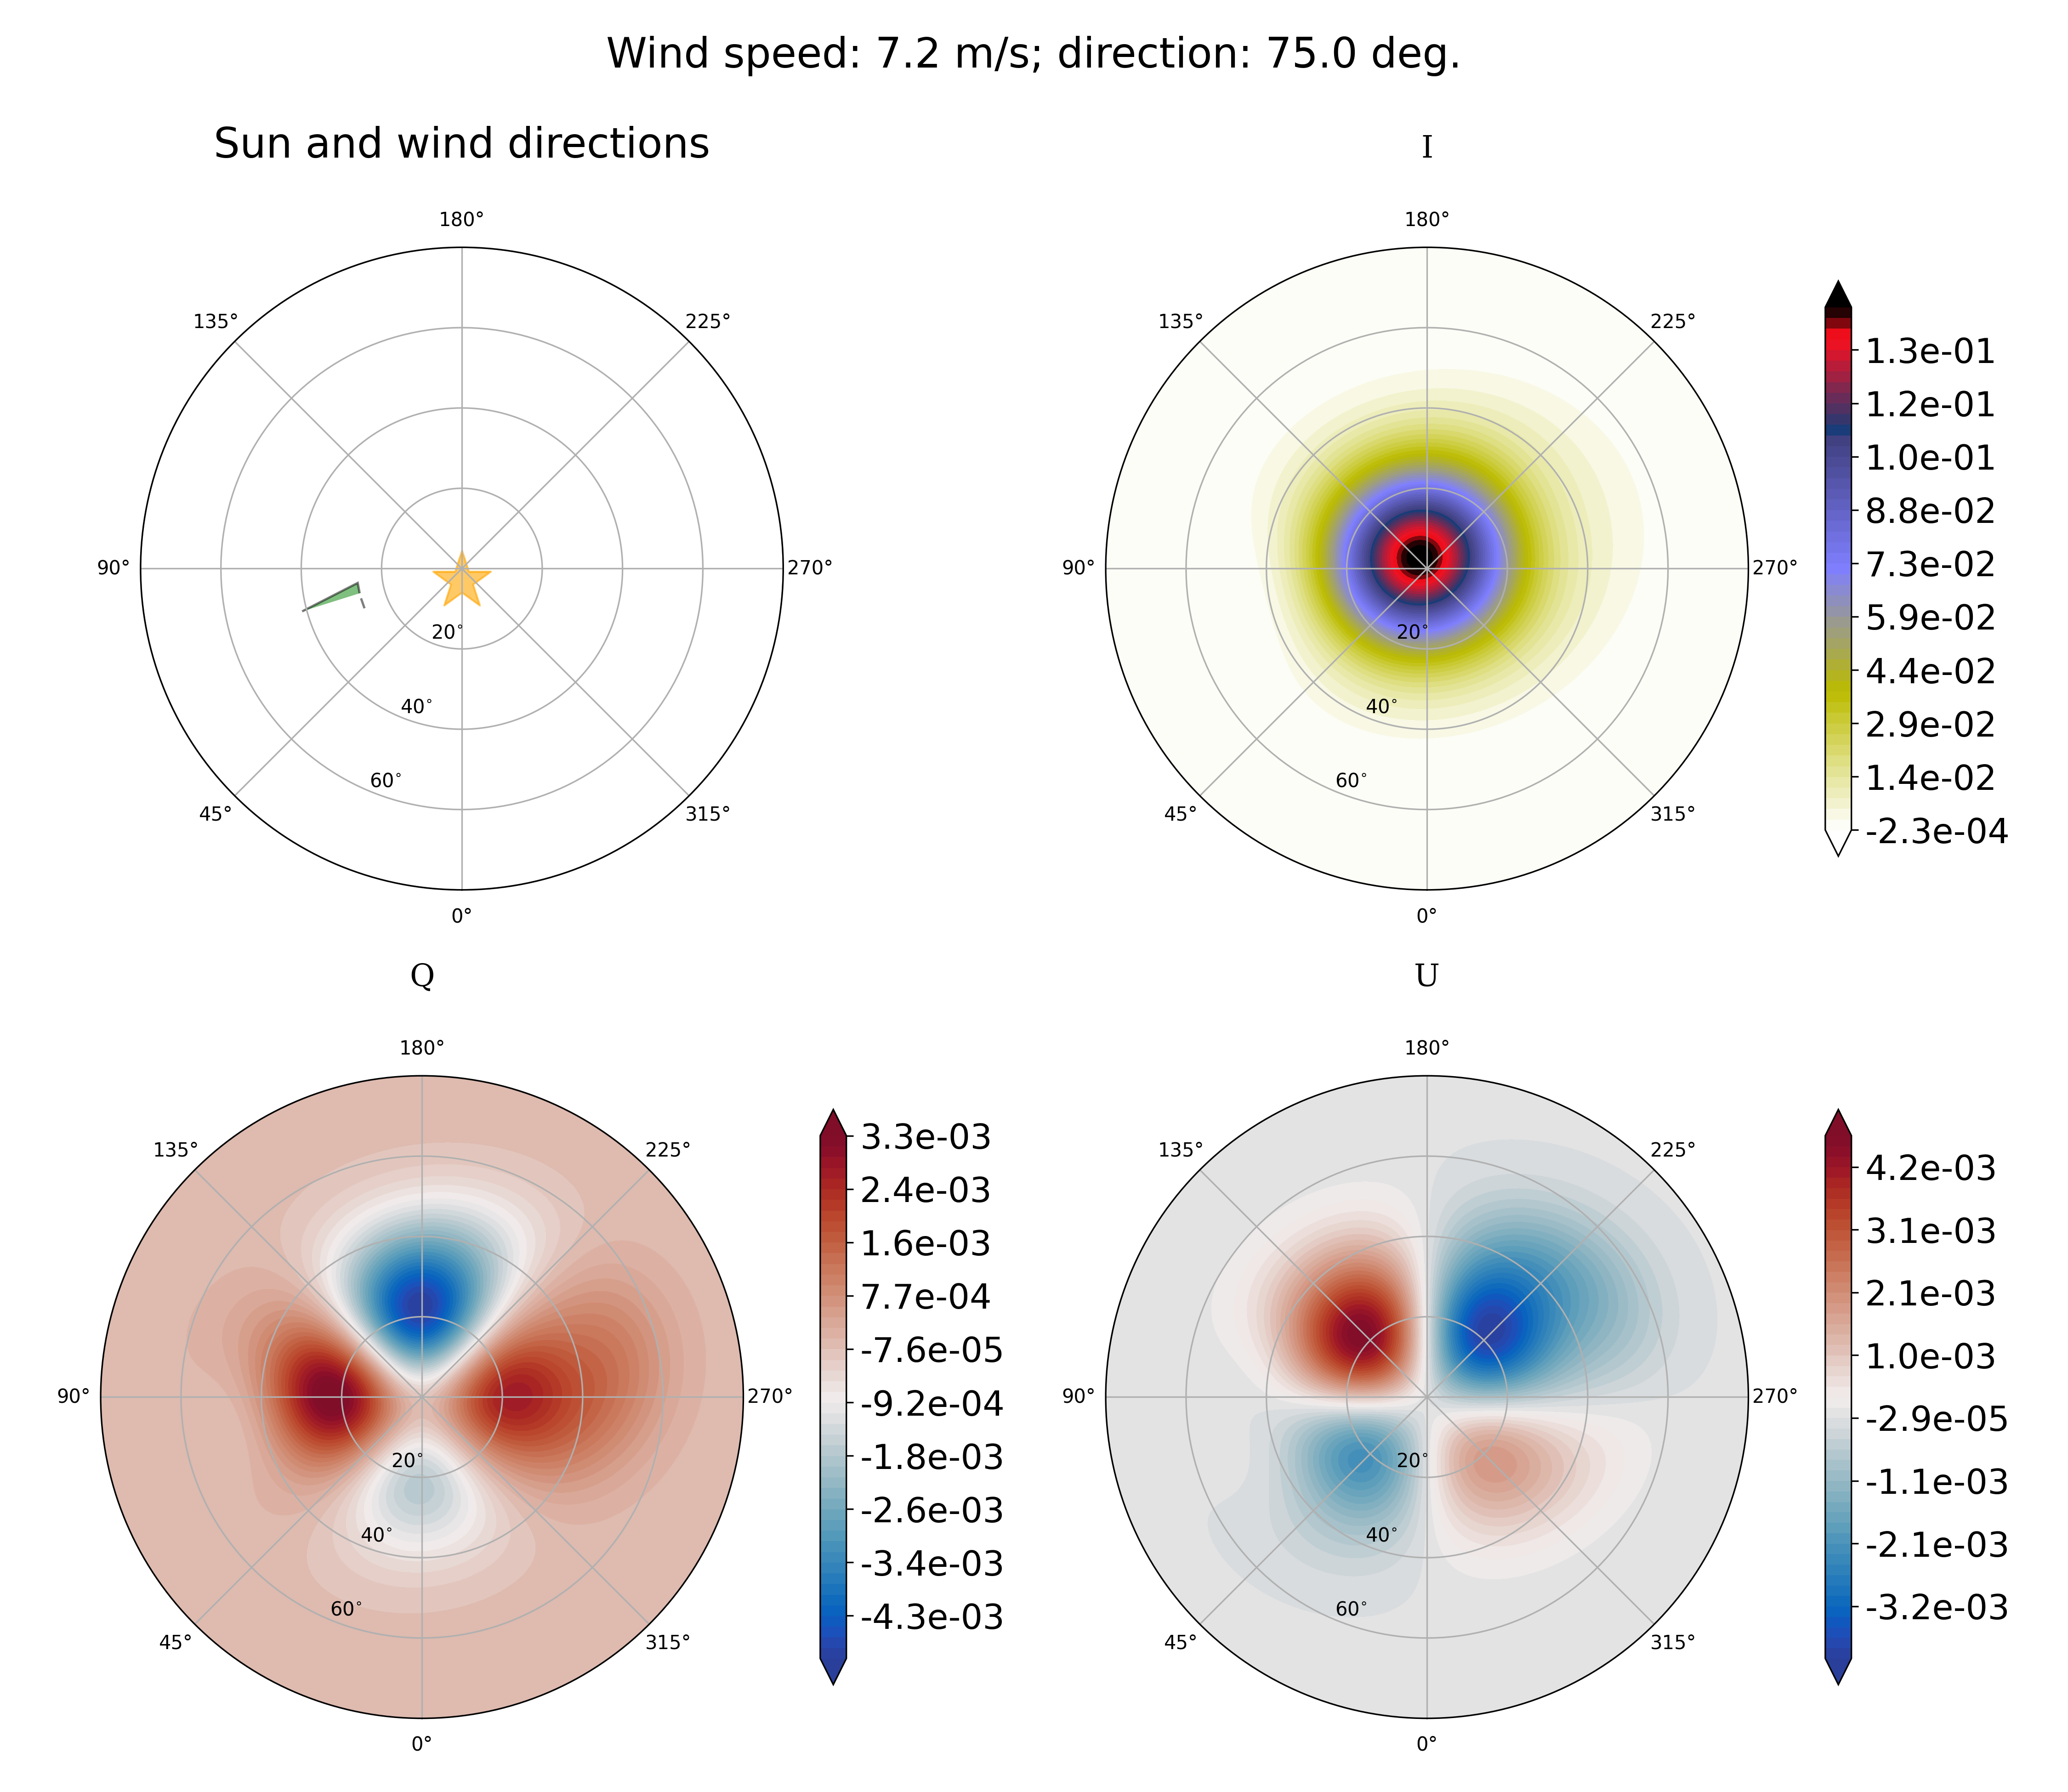 Wind speed: 7.2 m/s; direction: 75.0 deg.
Sun and wind directions
180°
135°
225°
90°
270°
20°
40°
60°
45°
315°
0°
I
180°
135°
225°
90°
270°
20°
40°
60°
45°
315°
0°
1.3e-01
1.2e-01
1.0e-01
8.8e-02
7.3e-02
5.9e-02
4.4e-02
2.9e-02
1.4e-02
-2.3e-04
Q
180°
135°
225°
90°
270°
20°
40°
60°
45°
315°
0°
3.3e-03
2.4e-03
1.6e-03
7.7e-04
-7.6e-05
-9.2e-04
-1.8e-03
-2.6e-03
-3.4e-03
-4.3e-03
U
180°
135°
225°
90°
270°
20°
40°
60°
45°
315°
0°
4.2e-03
3.1e-03
2.1e-03
1.0e-03
-2.9e-05
-1.1e-03
-2.1e-03
-3.2e-03